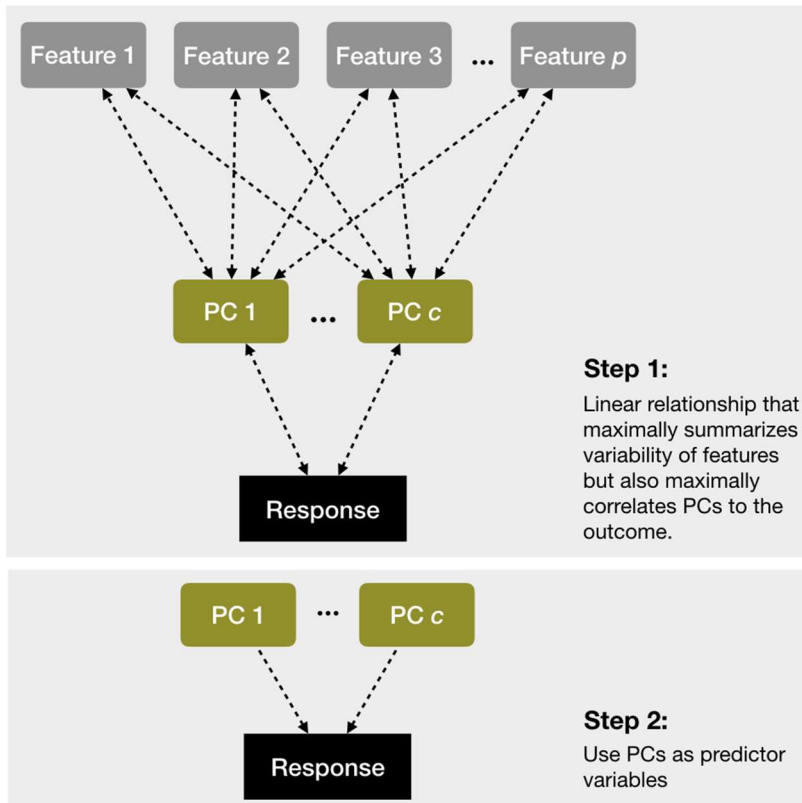 Feature 1 Feature 2 Feature 3 ... Feature p
PC 1 ... PC c
Step 1:
Linear relationship that
maximally summarizes
variability of features
but also maximally
correlates PCs to the
outcome.
Response
PC 1 ... PC c
Step 2:
Use PCs as predictor
variables
Response